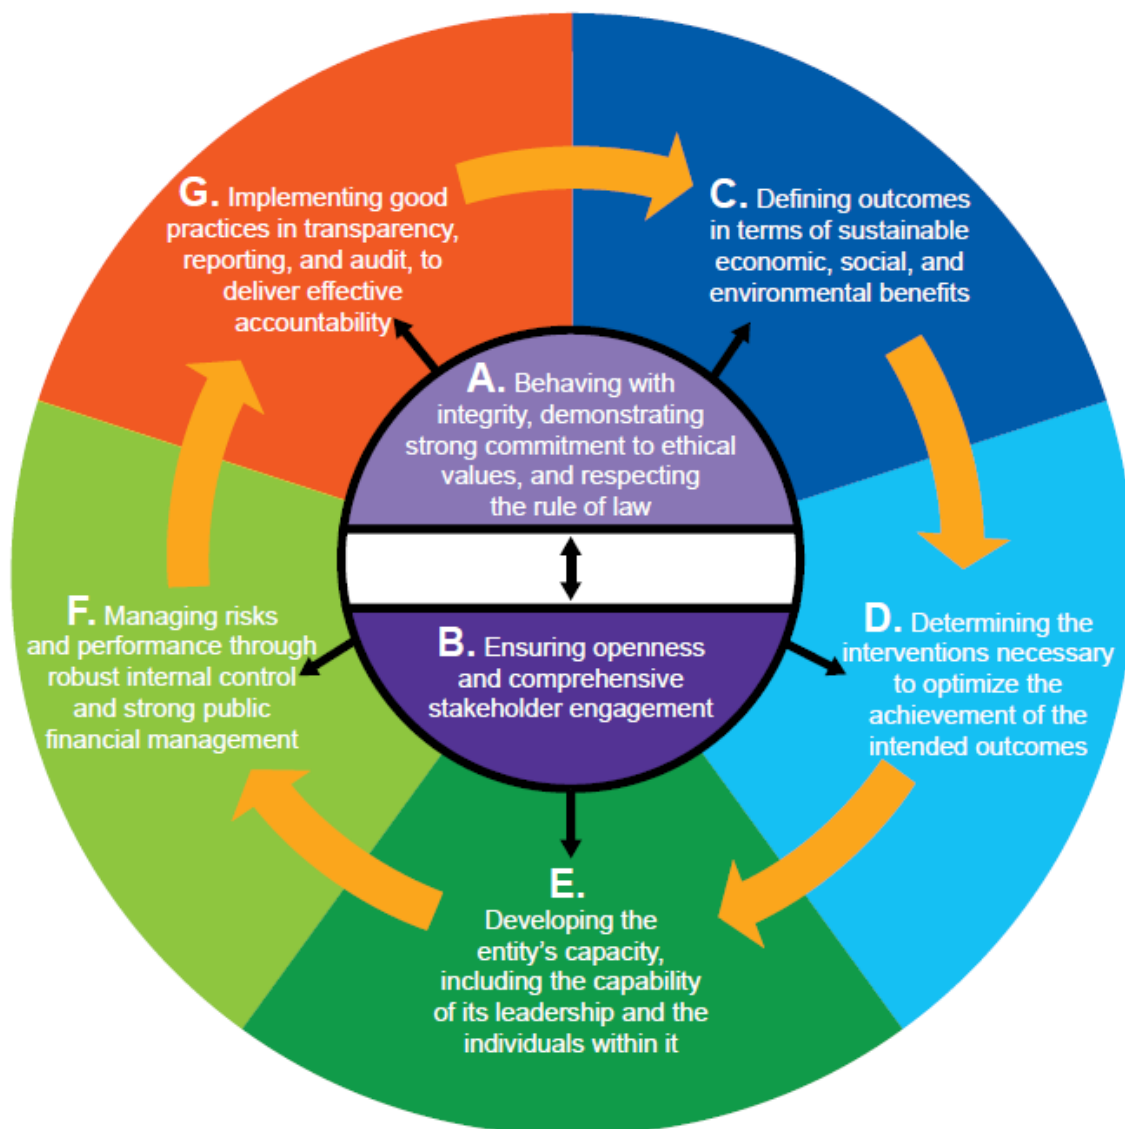 A. Behaving with
integrity, demonstrating
strong commitment to ethical
values, and respecting
the rule of law
B. Ensuring openness
and comprehensive
stakeholder engagement
C. Defining outcomes
in terms of sustainable
economic, social, and
environmental benefits
D. Determining the
interventions necessary
to optimize the
achievement of the
intended outcomes
E.
Developing the
entity's capacity,
including the capability
of its leadership and the
individuals within it
F. Managing risks
and performance through
robust internal control
and strong public
financial management
G. Implementing good
practices in transparency,
reporting, and audit, to
deliver effective
accountability